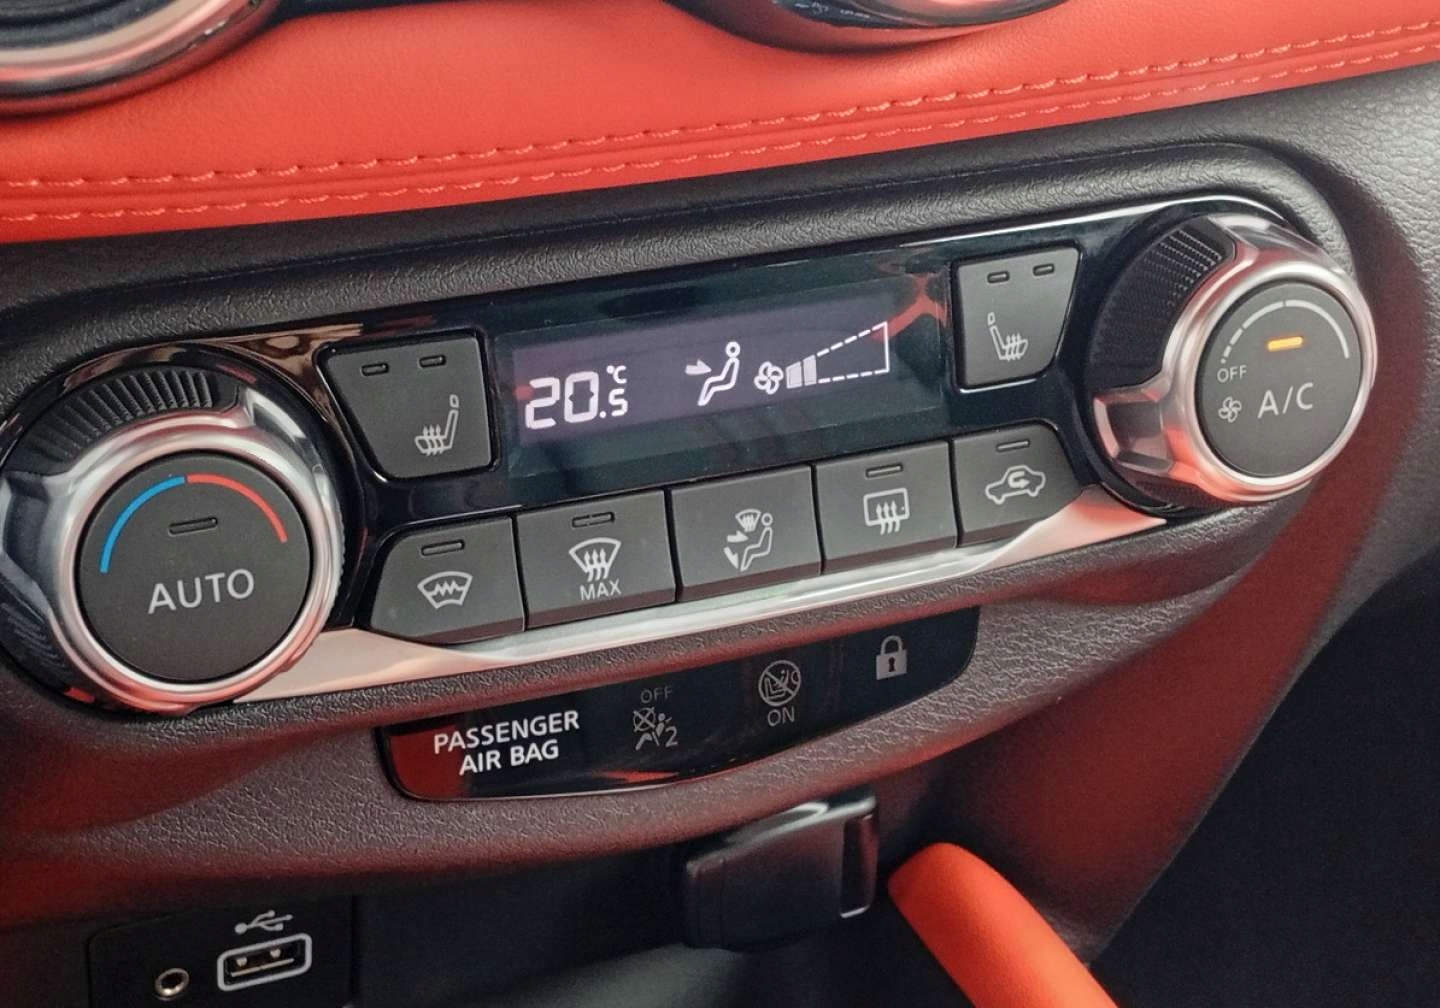 20.5 °C
OFF
A/C
AUTO
MAX
PASSENGER
AIR BAG
OFF
2
ON